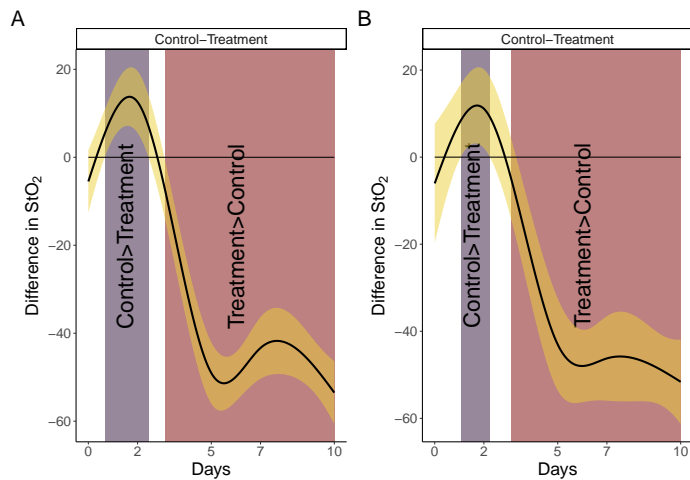 A
Control−Treatment
20
0
−20
−40
−60
Difference in StO2
Control>Treatment
Treatment>Control
0
2
5
7
10
Days
B
Control−Treatment
20
0
−20
−40
−60
Difference in StO2
Control>Treatment
Treatment>Control
0
2
5
7
10
Days